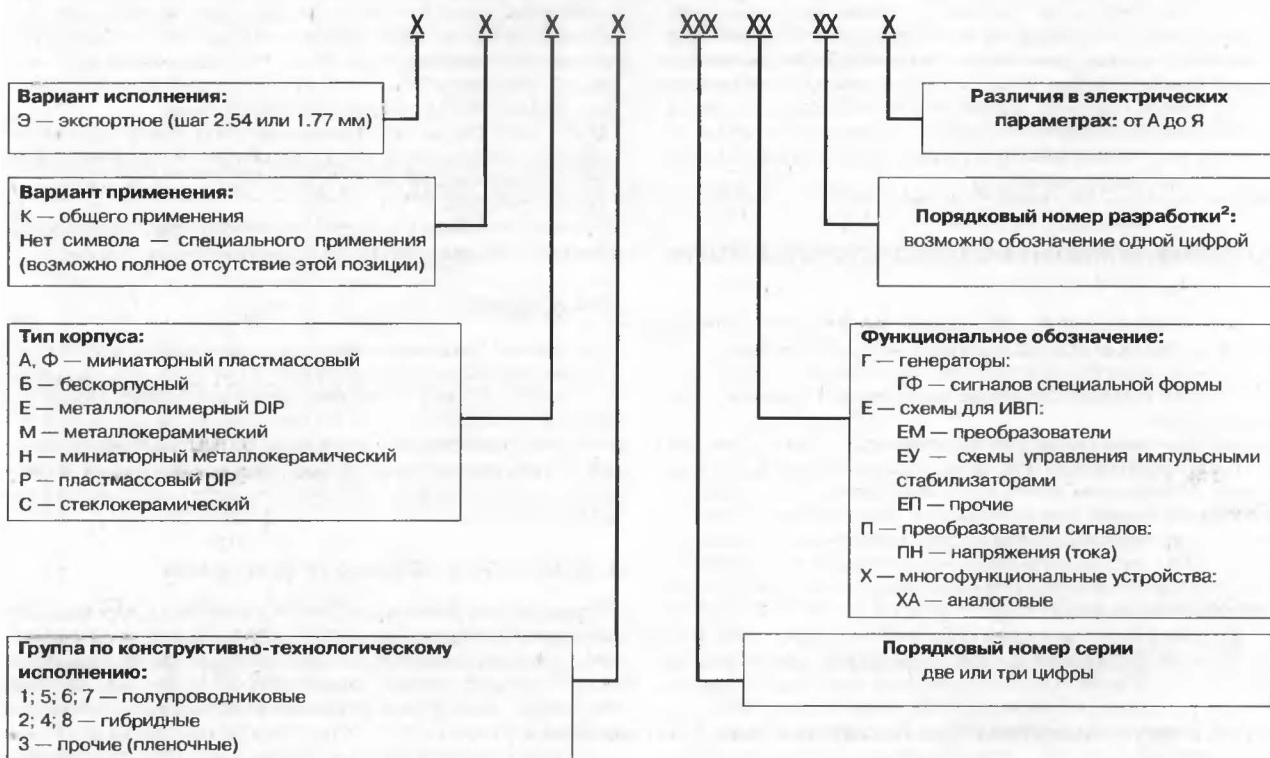 X X X X XXX XX XX X
Вариант исполнения:
Э — экспортное (шаг 2.54 или 1.77 мм)
Вариант применения:
К — общего применения
Нет символа — специального применения
(возможно полное отсутствие этой позиции)
Тип корпуса:
А, Ф — миниатюрный пластмассовый
Б — бескорпусный
Е — металлополимерный DIP
М — металлокерамический
Н — миниатюрный металлокерамический
Р — пластмассовый DIP
С — стеклокерамический
Группа по конструктивно-технологическому
исполнению:
1; 5; 6; 7 — полупроводниковые
2; 4; 8 — гибридные
3 — прочие (пленочные)
Различия в электрических
параметрах: от А до Я
Порядковый номер разработки²:
возможно обозначение одной цифрой
Функциональное обозначение:
Г — генераторы:
ГФ — сигналов специальной формы
Е — схемы для ИВП:
ЕМ — преобразователи
ЕУ — схемы управления импульсными
стабилизаторами
ЕП — прочие
П — преобразователи сигналов:
ПН — напряжения (тока)
Х — многофункциональные устройства:
ХА — аналоговые
Порядковый номер серии
две или три цифры